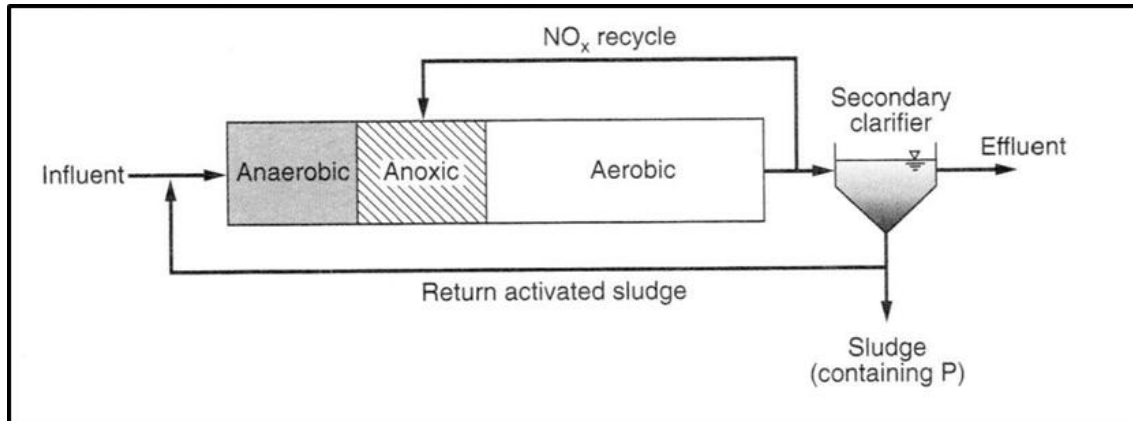 NOx recycle
Secondary
clarifier
Influent
Anaerobic
Anoxic
Aerobic
Effluent
Return activated sludge
Sludge
(containing P)